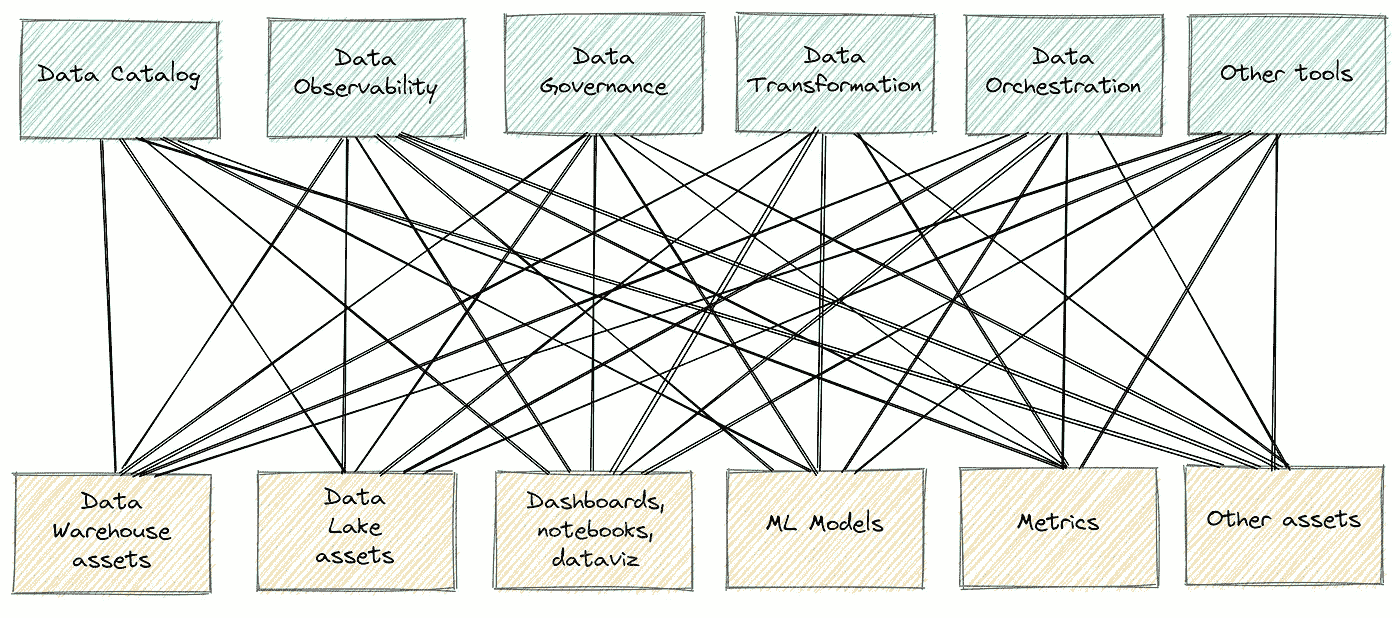 Data Catalog
Data
Observability
Data
Governance
Data
Transformation
Data
Orchestration
Other tools
Data
Warehouse
assets
Data
Lake
assets
Dashboards,
notebooks,
dataviz
ML Models
Metrics
Other assets